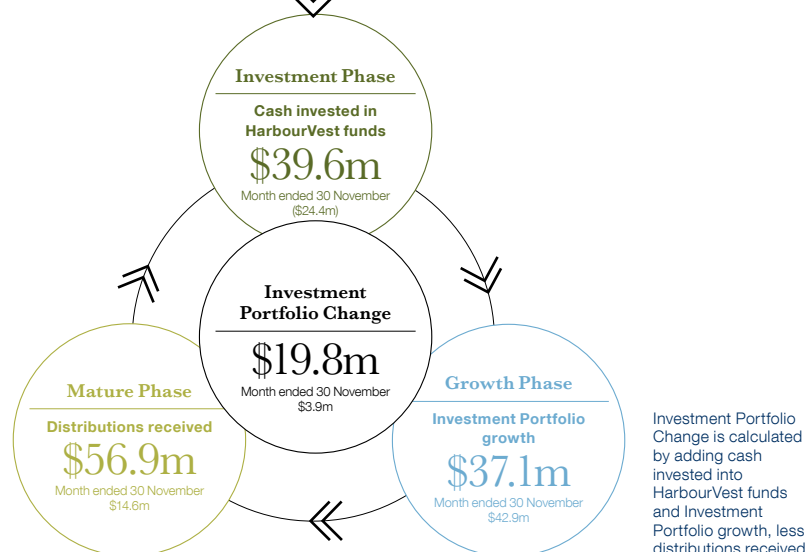 Investment Phase
Cash invested in
HarbourVest funds
$39.6m
Month ended 30 November
($24.4m)
Investment
Portfolio Change
$19.8m
Month ended 30 November
$3.9m
Mature Phase
Distributions received
$56.9m
Month ended 30 November
$14.6m
Growth Phase
Investment Portfolio
growth
$37.1m
Month ended 30 November
$42.9m
Investment Portfolio
Change is calculated
by adding cash
invested into
HarbourVest funds
and Investment
Portfolio growth, less
distributions received